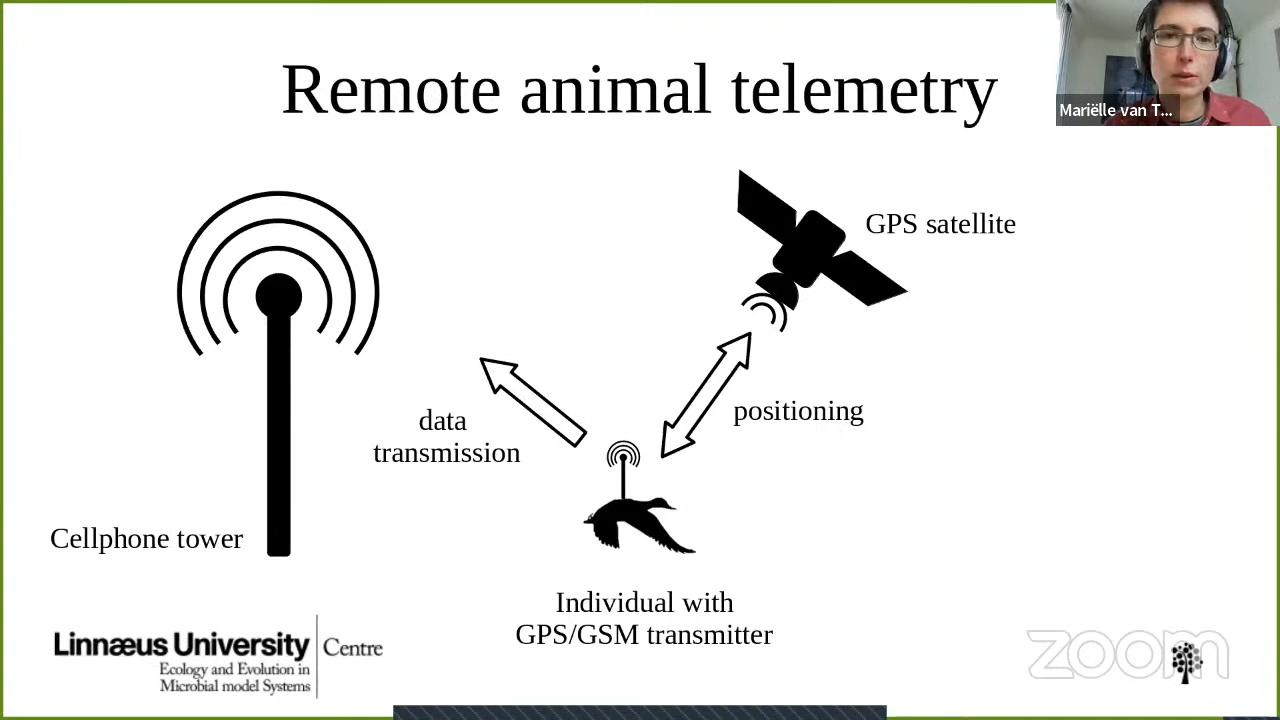 Remote animal telemetry
Mariëlle van T...
GPS satellite
positioning
data
transmission
Cellphone tower
Individual with
GPS/GSM transmitter
Linnæus University Centre
Ecology and Evolution in
Microbial model Systems
zoom